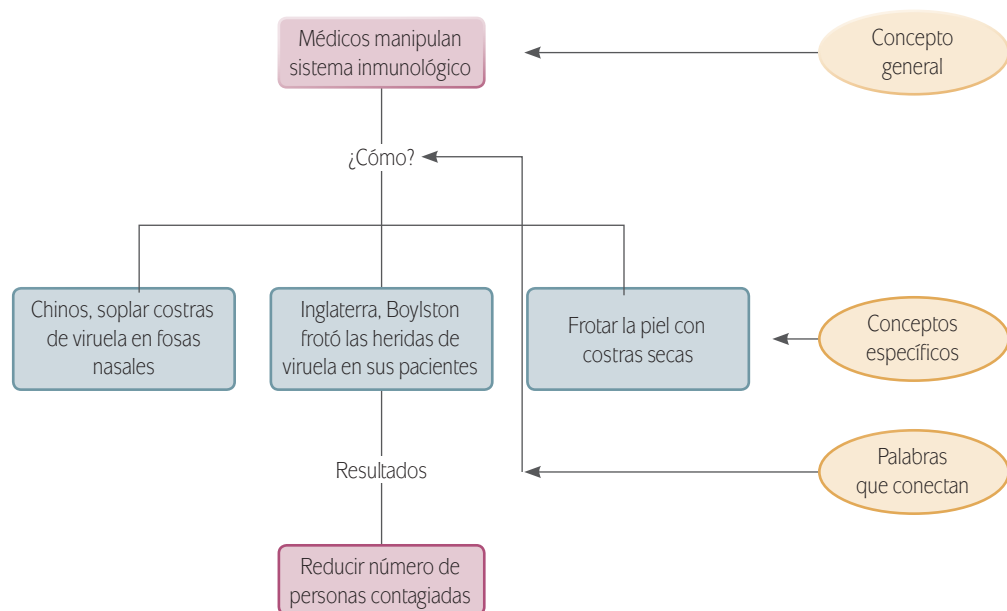 Médicos manipulan
sistema inmunológico
Concepto
general
¿Cómo?
Chinos, soplar costras
de viruela en fosas
nasales
Inglaterra, Boylston
frotó las heridas de
viruela en sus pacientes
Frotar la piel con
costras secas
Conceptos
específicos
Resultados
Palabras
que conectan
Reducir número de
personas contagiadas